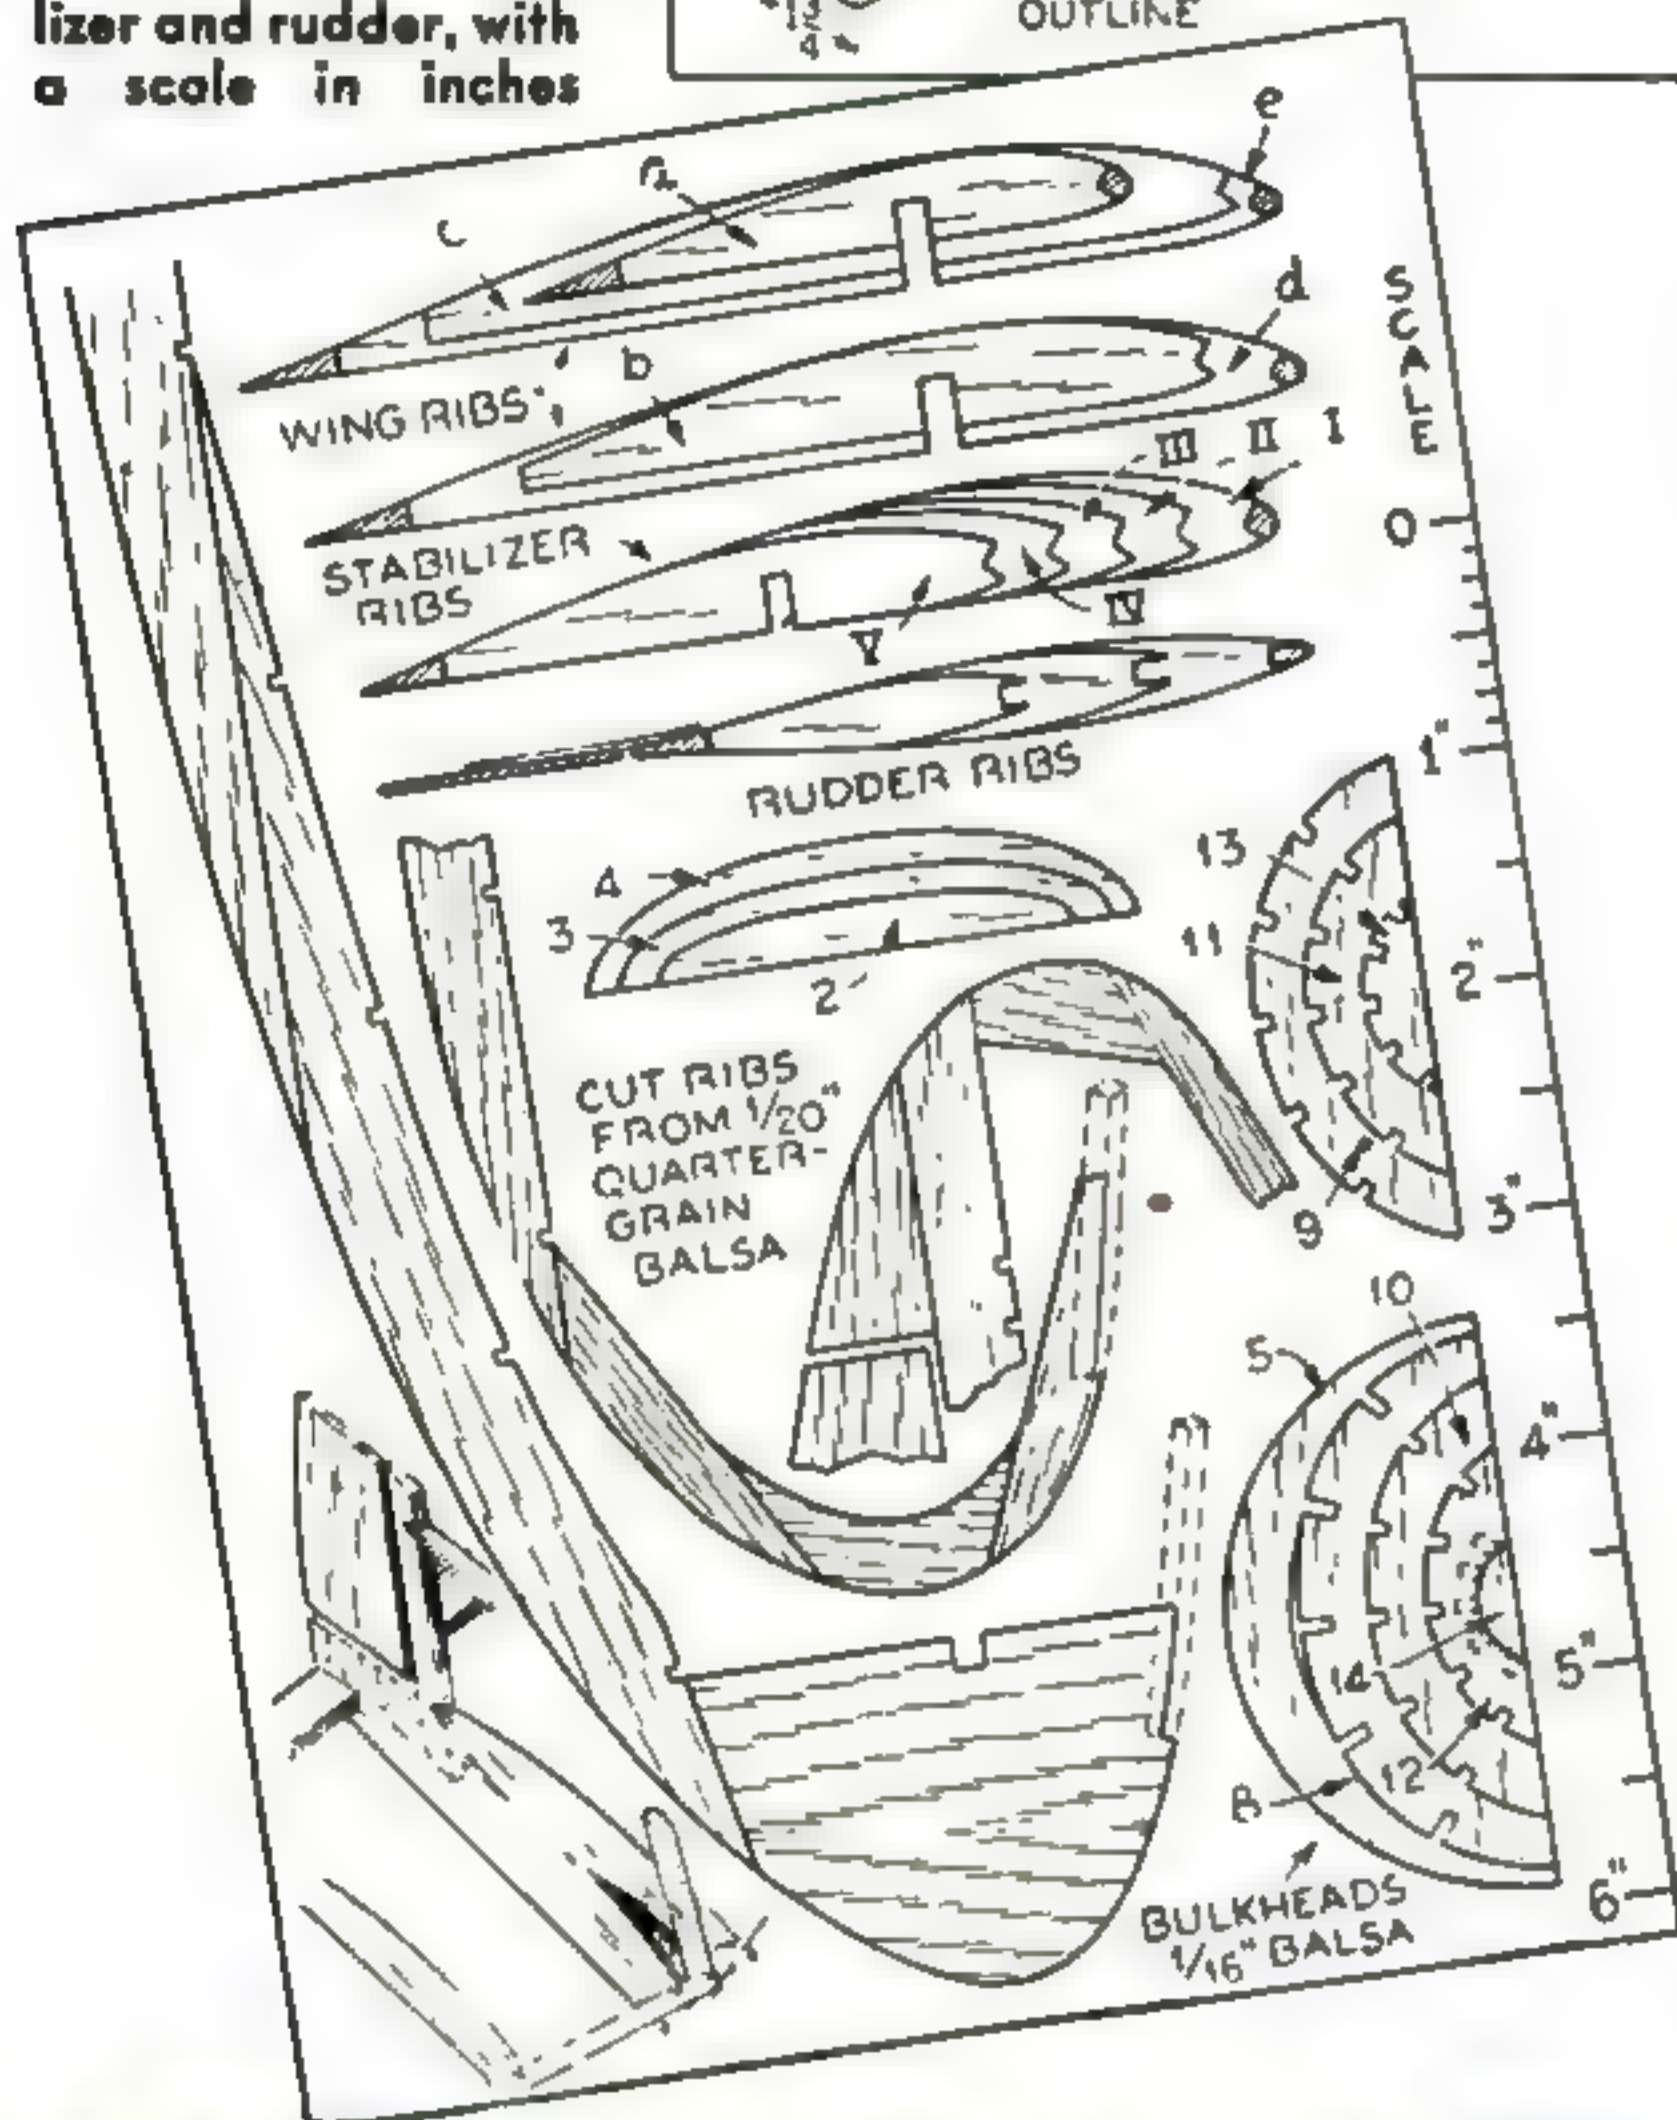 lizer and rudder, with
a scale in inches
4
OUTLINE
e
a
c
d
b
WING RIBS
SCALE
III II I
STABILIZER
RIBS
0
IV
V
RUDDER RIBS
1"
13
4
3
11
2
2"
CUT RIBS
FROM 1/20"
QUARTER-
GRAIN
BALSA
9
3"
10
5
4"
14
5"
12
8
BULKHEADS
1/16" BALSA
6"